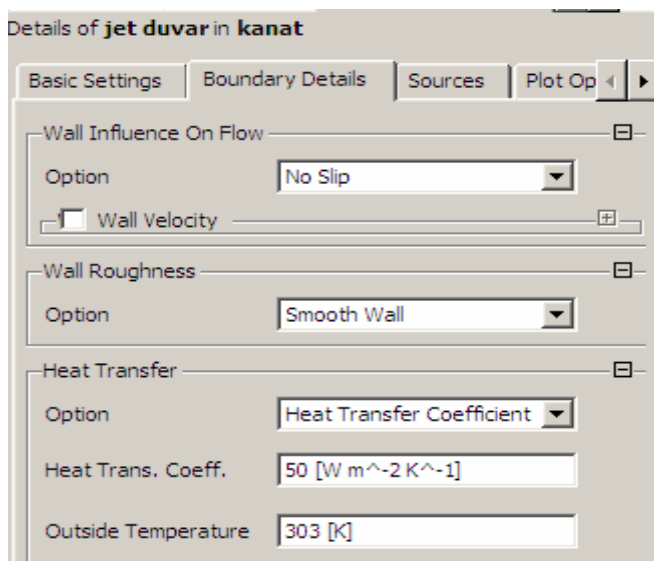 Details of jet duvar in kanat
Basic Settings Boundary Details Sources Plot Op
Wall Influence On Flow
Option No Slip
Wall Velocity
Wall Roughness
Option Smooth Wall
Heat Transfer
Option Heat Transfer Coefficient
Heat Trans. Coeff. 50 [W m^-2 K^-1]
Outside Temperature 303 [K]